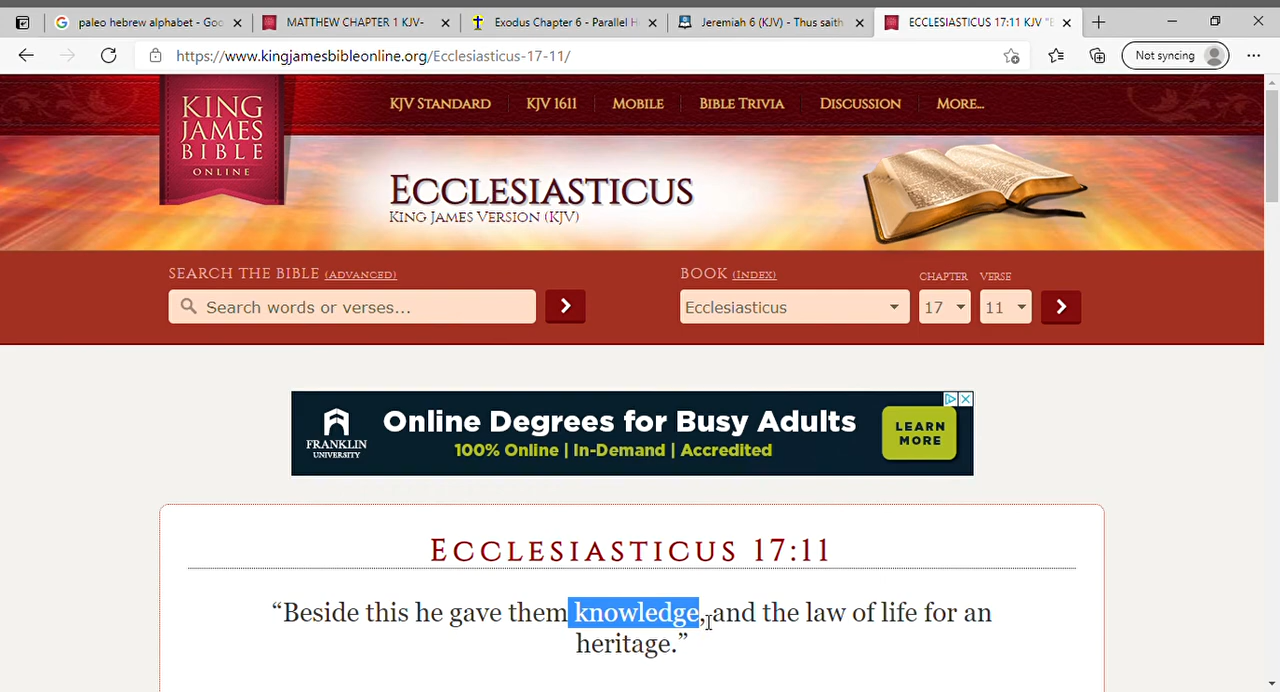 paleo hebrew alphabet - Goo
MATTHEW CHAPTER 1 KJV-
Exodus Chapter 6 - Parallel H
Jeremiah 6 (KJV) - Thus saith
ECCLESIASTICUS 17:11 KJV "B
https://www.kingjamesbibleonline.org/Ecclesiasticus-17-11/
Not syncing
KING
JAMES
BIBLE
ONLINE
KJV STANDARD
KJV 1611
MOBILE
BIBLE TRIVIA
DISCUSSION
MORE...
ECCLESIASTICUS
KING JAMES VERSION (KJV)
SEARCH THE BIBLE (ADVANCED)
BOOK (INDEX)
CHAPTER
VERSE
Search words or verses...
Ecclesiasticus
17
11
FRANKLIN
UNIVERSITY
Online Degrees for Busy Adults
100% Online | In-Demand | Accredited
LEARN
MORE
ECCLESIASTICUS 17:11
“Beside this he gave them knowledge, and the law of life for an
heritage.”